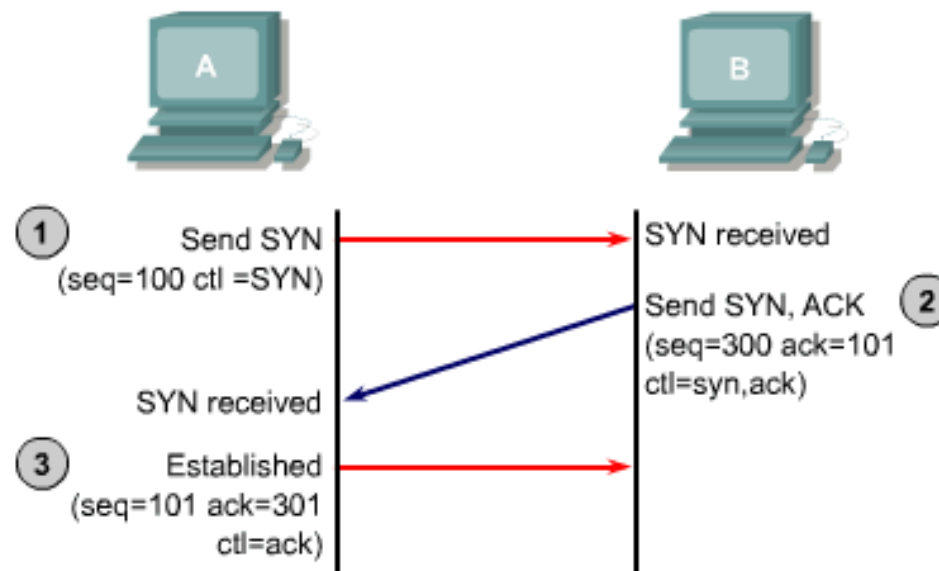 A
B
1
Send SYN
(seq=100 ctl =SYN)
SYN received
Send SYN, ACK
2
(seq=300 ack=101
ctl=syn,ack)
SYN received
3
Established
(seq=101 ack=301
ctl=ack)